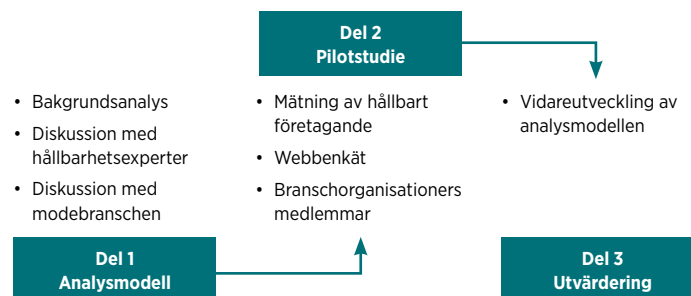 Del 2
Pilotstudie
• Bakgrundsanalys
• Diskussion med
hållbarhetsexperter
• Diskussion med
modebranschen
• Mätning av hållbart
företagande
• Webbenkät
• Branschorganisationers
medlemmar
• Vidareutveckling av
analysmodellen
Del 1
Analysmodell
Del 3
Utvärdering